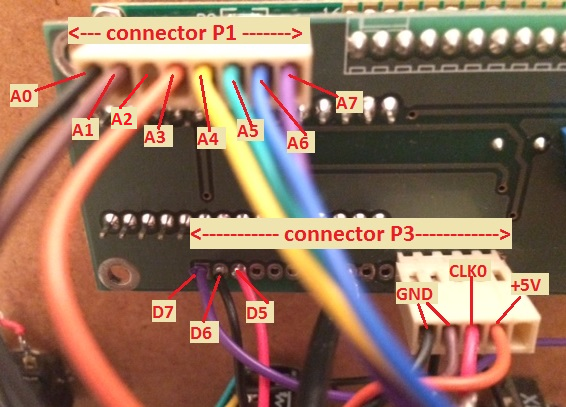 <--- connector P1 ------->
A0
A1
A2
A3
A4
A5
A6
A7
<----------- connector P3------------>
D7
D6
D5
GND
CLK0
+5V